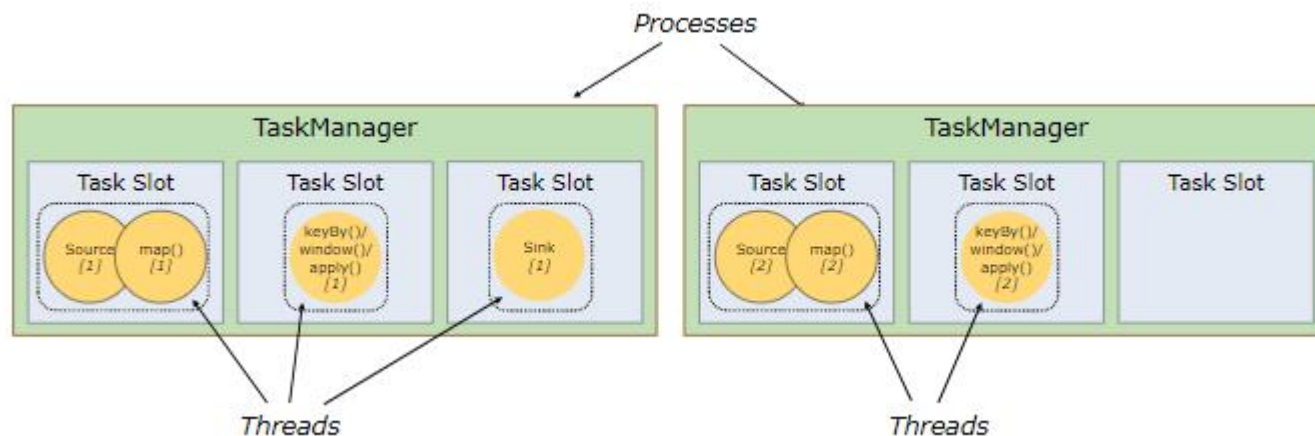 Processes
TaskManager
Task Slot
Source
[1]
map()
[1]
Task Slot
keyBy()/
window()/
apply()
[1]
Task Slot
Sink
[1]
TaskManager
Task Slot
Source
[2]
map()
[2]
Task Slot
keyBy()/
window()/
apply()
[2]
Task Slot
Threads
Threads